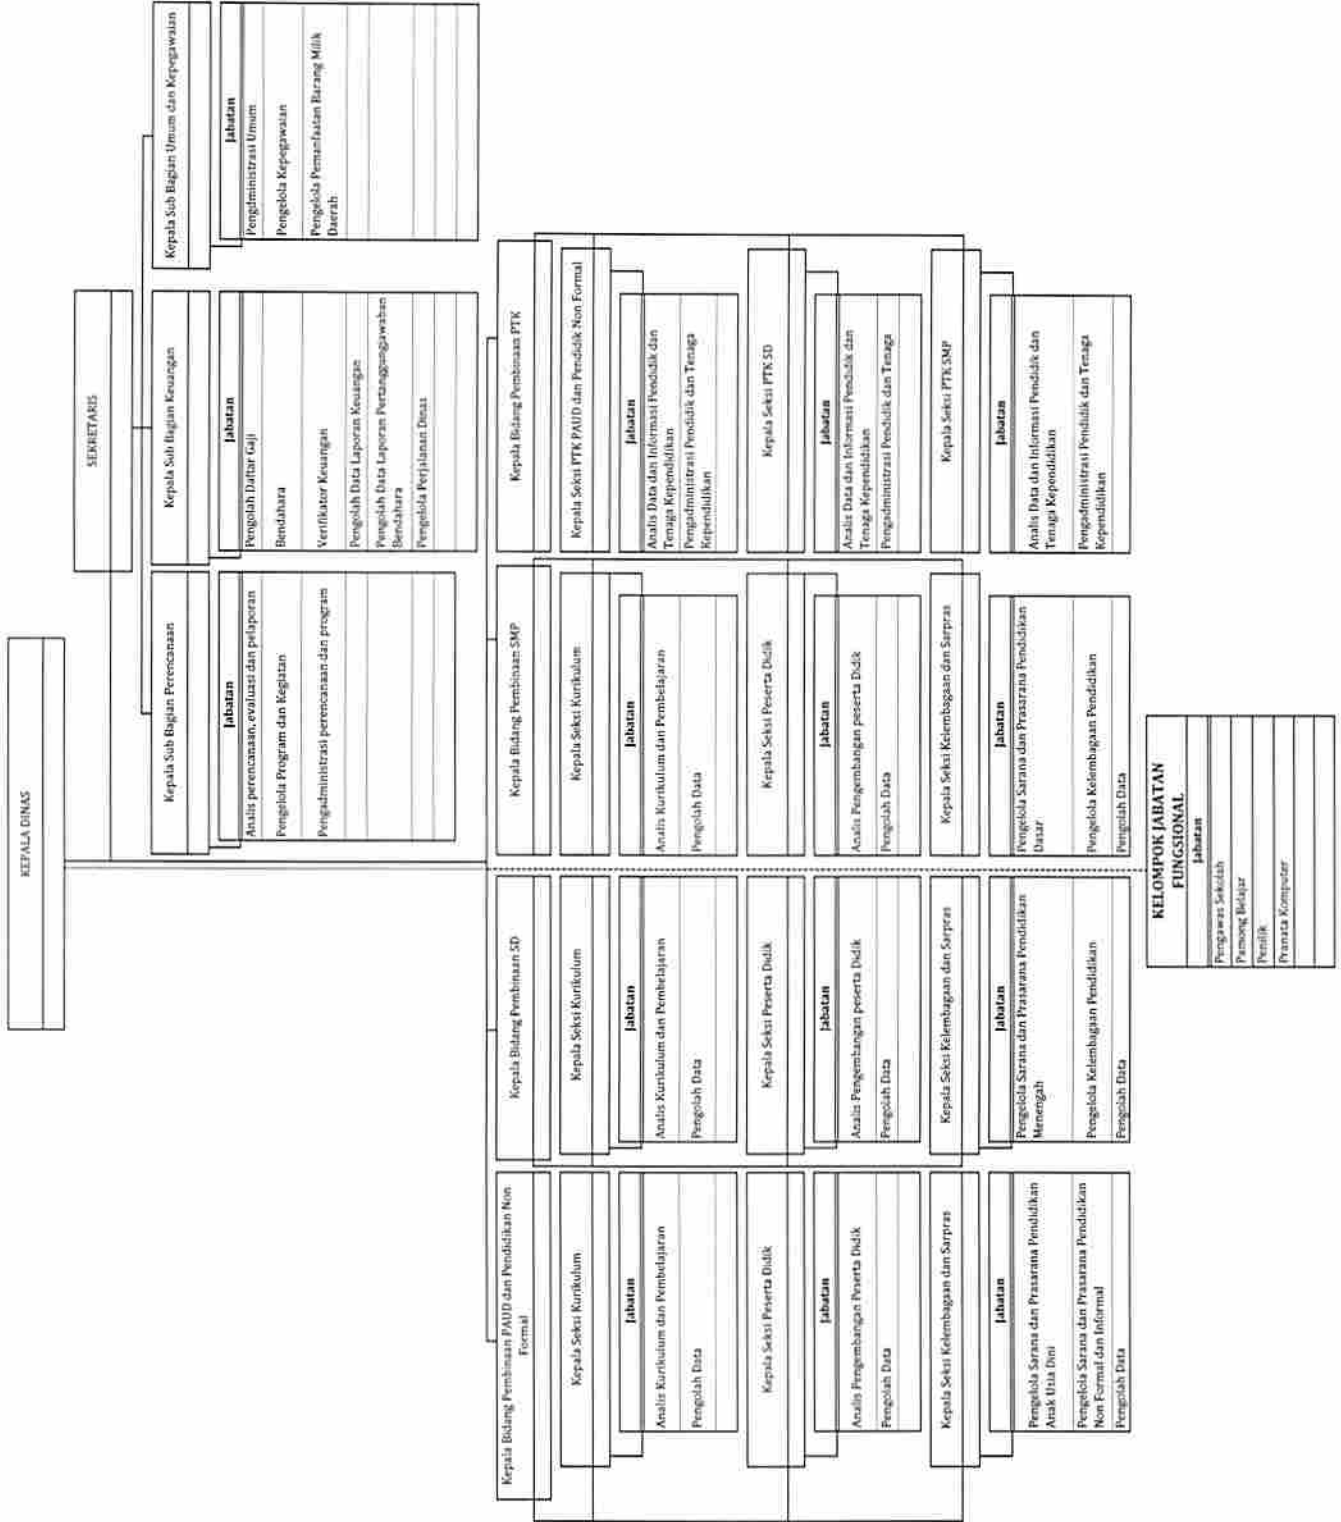 KEPALA DINAS
SEKRETARIS
Kepala Sub Bagian Perencanaan
Jabatan
Analis perencanaan, evaluasi dan pelaporan
Pengelola Program dan Kegiatan
Pengadministrasi perencanaan dan program
Kepala Sub Bagian Keuangan
Jabatan
Pengolah Daftar Gaji
Bendahara
Verifikator Keuangan
Pengolah Data Laporan Keuangan
Pengolah Data Laporan Pertanggungjawaban
Bendahara
Pengelola Perjalanan Dinas
Kepala Sub Bagian Umum dan Kepegawaian
Jabatan
Pengdministrasi Umum
Pengelola Kepegawaian
Pengelola Pemanfaatan Barang Milik
Daerah
Kepala Bidang Pembinaan PAUD dan Pendidikan Non
Formal
Kepala Seksi Kurikulum
Jabatan
Analis Kurikulum dan Pembelajaran
Pengolah Data
Kepala Seksi Peserta Didik
Jabatan
Analis Pengembangan Peserta Didik
Pengolah Data
Kepala Seksi Kelembagaan dan Sarpras
Jabatan
Pengelola Sarana dan Prasarana Pendidikan
Anak Usia Dini
Pengelola Sarana dan Prasarana Pendidikan
Non Formal dan Informal
Pengolah Data
Kepala Bidang Pembinaan SD
Kepala Seksi Kurikulum
Jabatan
Analis Kurikulum dan Pembelajaran
Pengolah Data
Kepala Seksi Peserta Didik
Jabatan
Analis Pengembangan peserta Didik
Pengolah Data
Kepala Seksi Kelembagaan dan Sarpras
Jabatan
Pengelola Sarana dan Prasarana Pendidikan
Menengah
Pengelola Kelembagaan Pendidikan
Pengolah Data
Kepala Bidang Pembinaan SMP
Kepala Seksi Kurikulum
Jabatan
Analis Kurikulum dan Pembelajaran
Pengolah Data
Kepala Seksi Peserta Didik
Jabatan
Analis Pengembangan peserta Didik
Pengolah Data
Kepala Seksi Kelembagaan dan Sarpras
Jabatan
Pengelola Sarana dan Prasarana Pendidikan
Dasar
Pengelola Kelembagaan Pendidikan
Pengolah Data
Kepala Bidang Pembinaan PTK
Kepala Seksi PTK PAUD dan Pendidik Non Formal
Jabatan
Analis Data dan Informasi Pendidik dan
Tenaga Kependidikan
Pengadministrasi Pendidik dan Tenaga
Kependidikan
Kepala Seksi PTK SD
Jabatan
Analis Data dan Informasi Pendidik dan
Tenaga Kependidikan
Pengadministrasi Pendidik dan Tenaga
Kepala Seksi PTK SMP
Jabatan
Analis Data dan Informasi Pendidik dan
Tenaga Kependidikan
Pengadministrasi Pendidik dan Tenaga
Kependidikan
KELOMPOK JABATAN
FUNGSIONAL
Jabatan
Pengawas Sekolah
Pamong Belajar
Penilik
Pranata Komputer